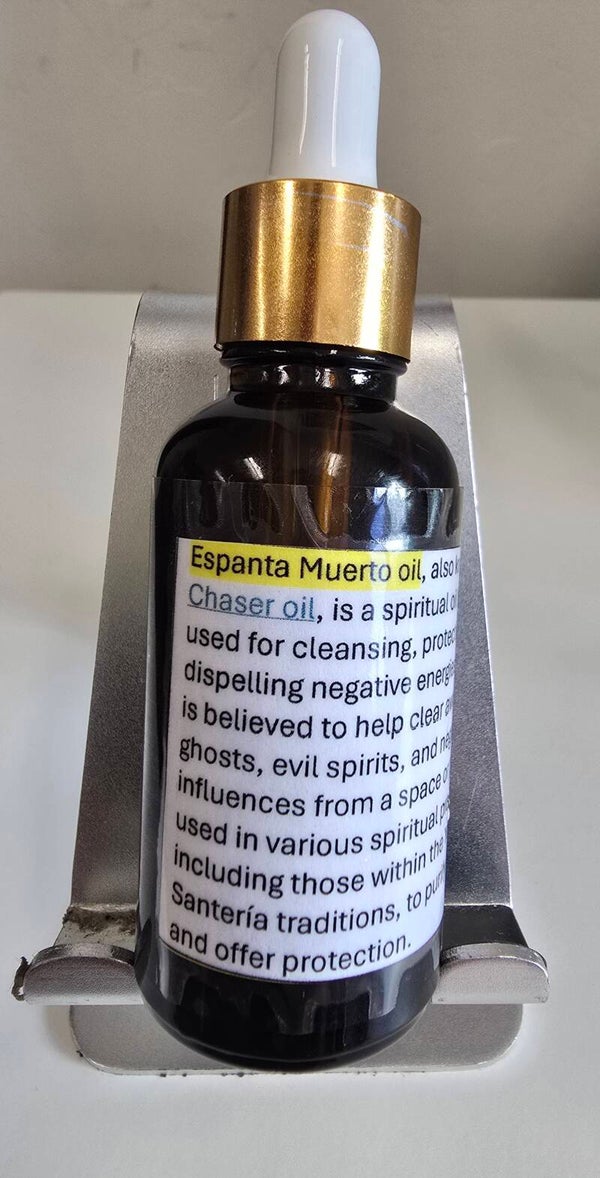 Espanta Muerto oil, also
Chaser oil, is a spiritual
used for cleansing,
dispelling negative
is believed to help clear
ghosts, evil spirits, and
influences from a space
used in various spiritual
including those within the
Santería traditions, to
and offer protection.